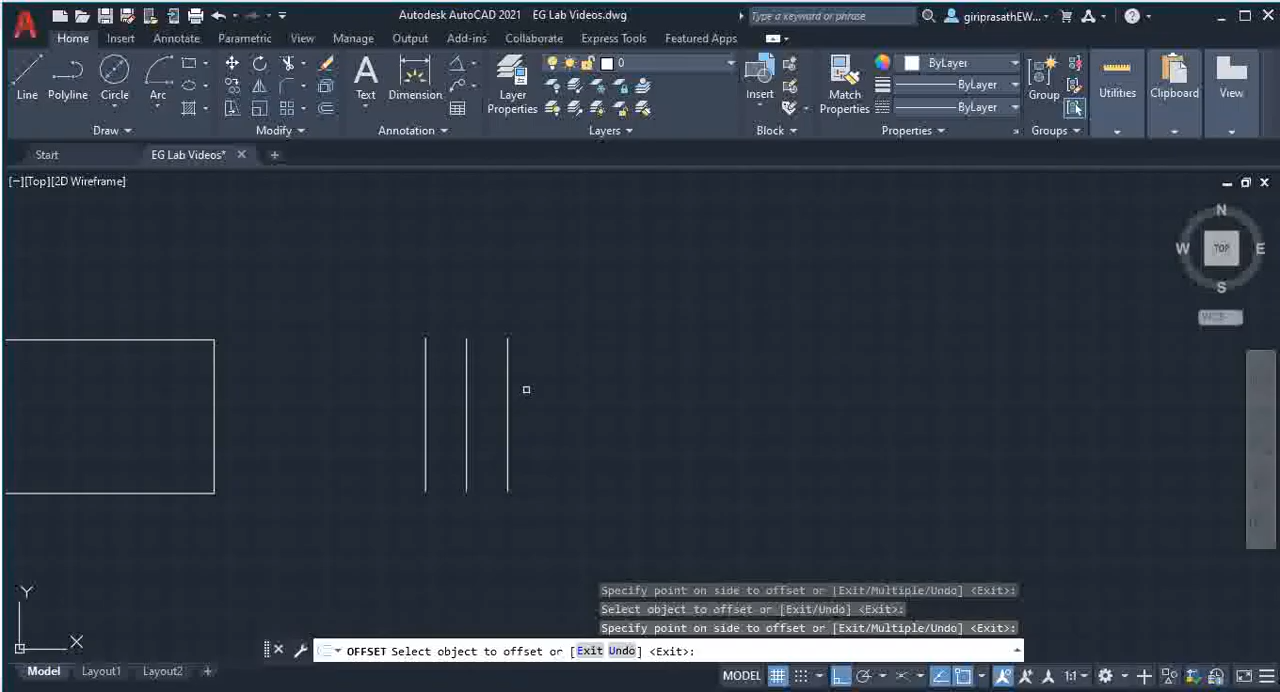 Autodesk AutoCAD 2021 EG Lab Videos.dwg
Type a keyword or phrase
giriprasathEW...
Home Insert Annotate Parametric View Manage Output Add-ins Collaborate Express Tools Featured Apps
0
ByLayer
ByLayer
ByLayer
Line Polyline Circle Arc
Text Dimension
Layer Properties
Insert
Match Properties
Group
Utilities Clipboard View
Draw Modify Annotation Layers Block Properties Groups
Start EG Lab Videos*
[−][Top][2D Wireframe]
N
W TOP E
S
Y
X
Specify point on side to offset or [Exit/Multiple/Undo] <Exit>:
Select object to offset or [Exit/Undo] <Exit>:
Specify point on side to offset or [Exit/Multiple/Undo] <Exit>:
OFFSET Select object to offset or [Exit Undo] <Exit>:
Model Layout1 Layout2 +
MODEL 1:1